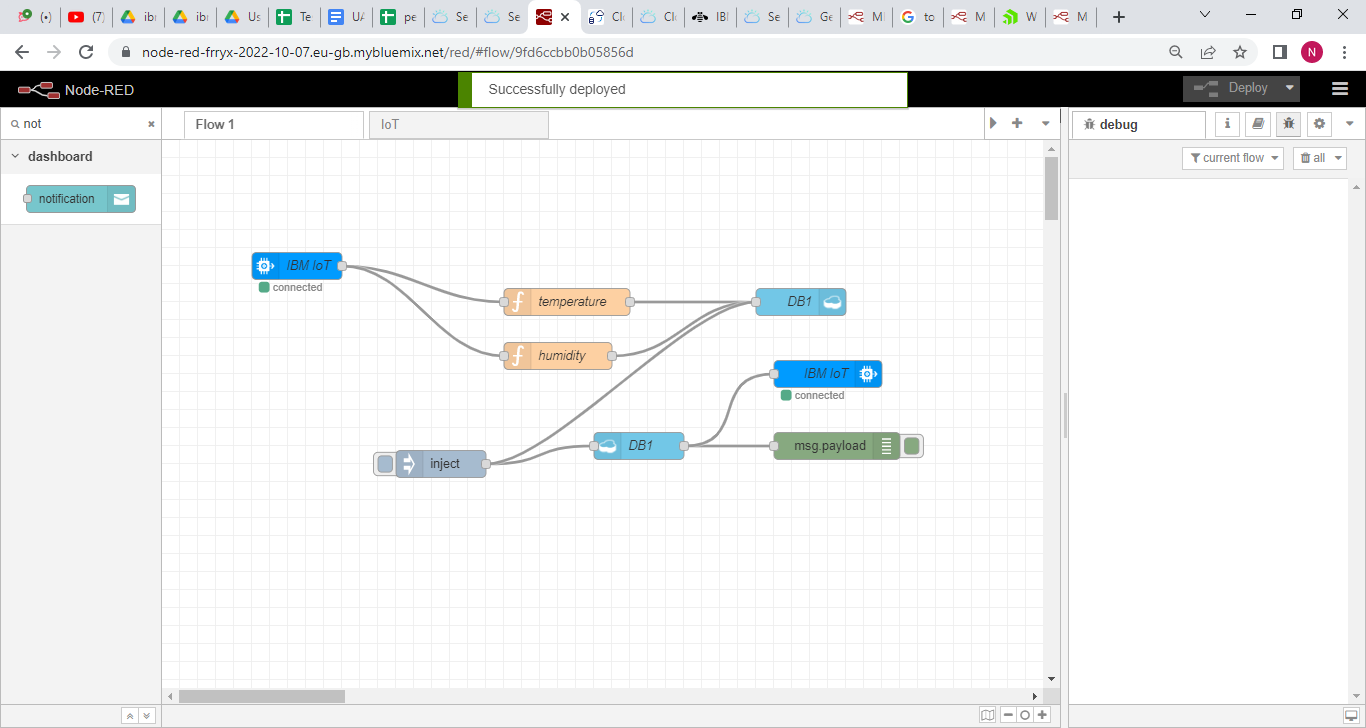 (•)
(7)
ibm
ib
Us
Te
UA
pe
Se
Se
Cl
Cl
IBI
Se
Ge
M
to
M
W
M
node-red-frryx-2022-10-07.eu-gb.mybluemix.net/red/#flow/9fd6ccbb0b05856d
N
Node-RED
Successfully deployed
Deploy
not
Flow 1
IoT
debug
dashboard
current flow
all
notification
IBM IoT
connected
temperature
DB1
humidity
IBM IoT
connected
DB1
msg.payload
inject